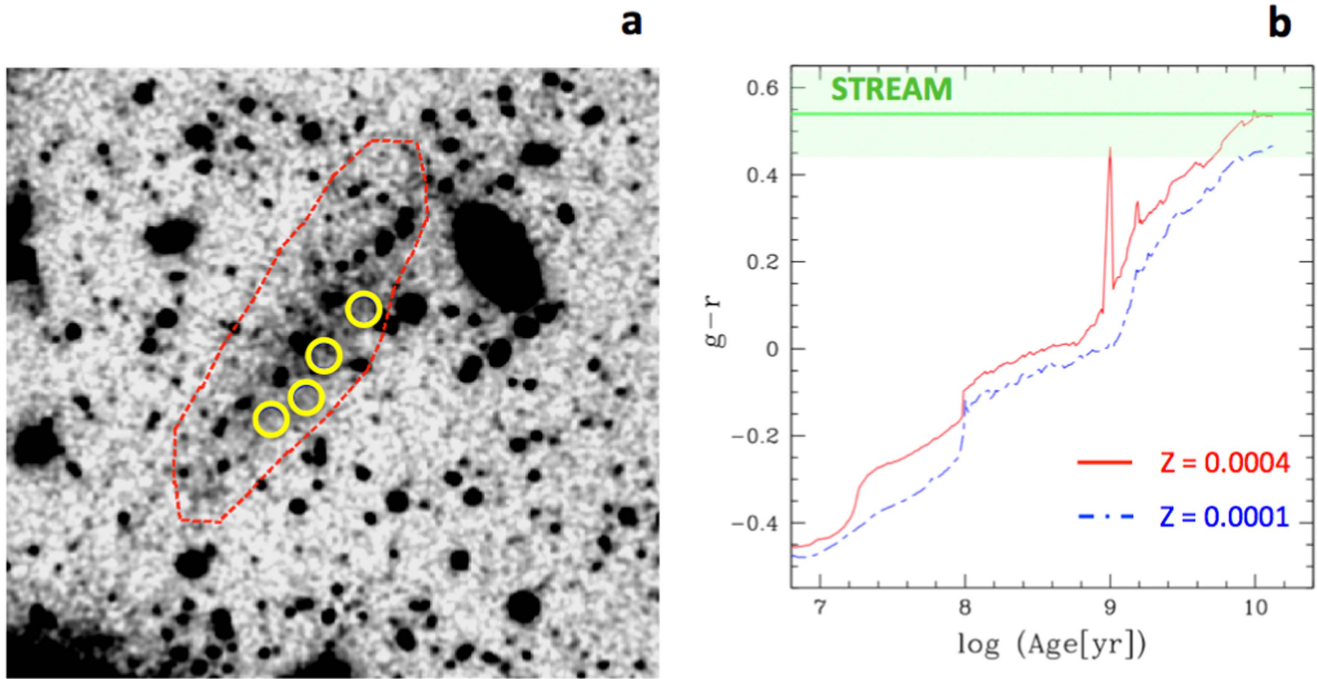 a
b
STREAM
0.6
0.4
0.2
0
−0.2
−0.4
g−r
Z = 0.0004
Z = 0.0001
7 8 9 10
log (Age[yr])